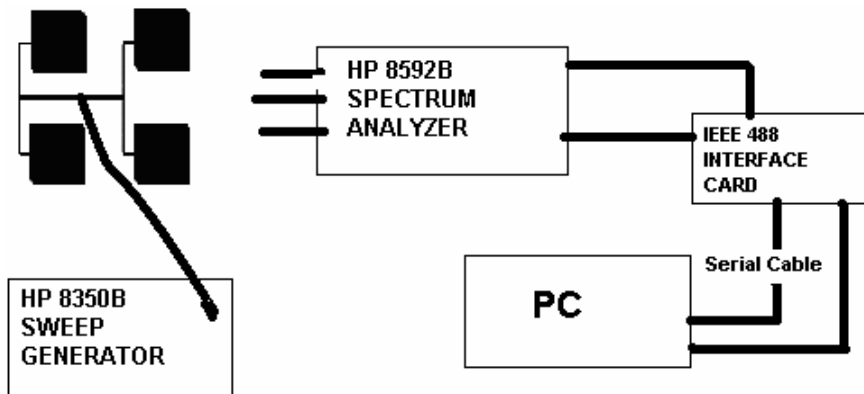 HP 8592B
SPECTRUM
ANALYZER
IEEE 488
INTERFACE
CARD
Serial Cable
PC
HP 8350B
SWEEP
GENERATOR